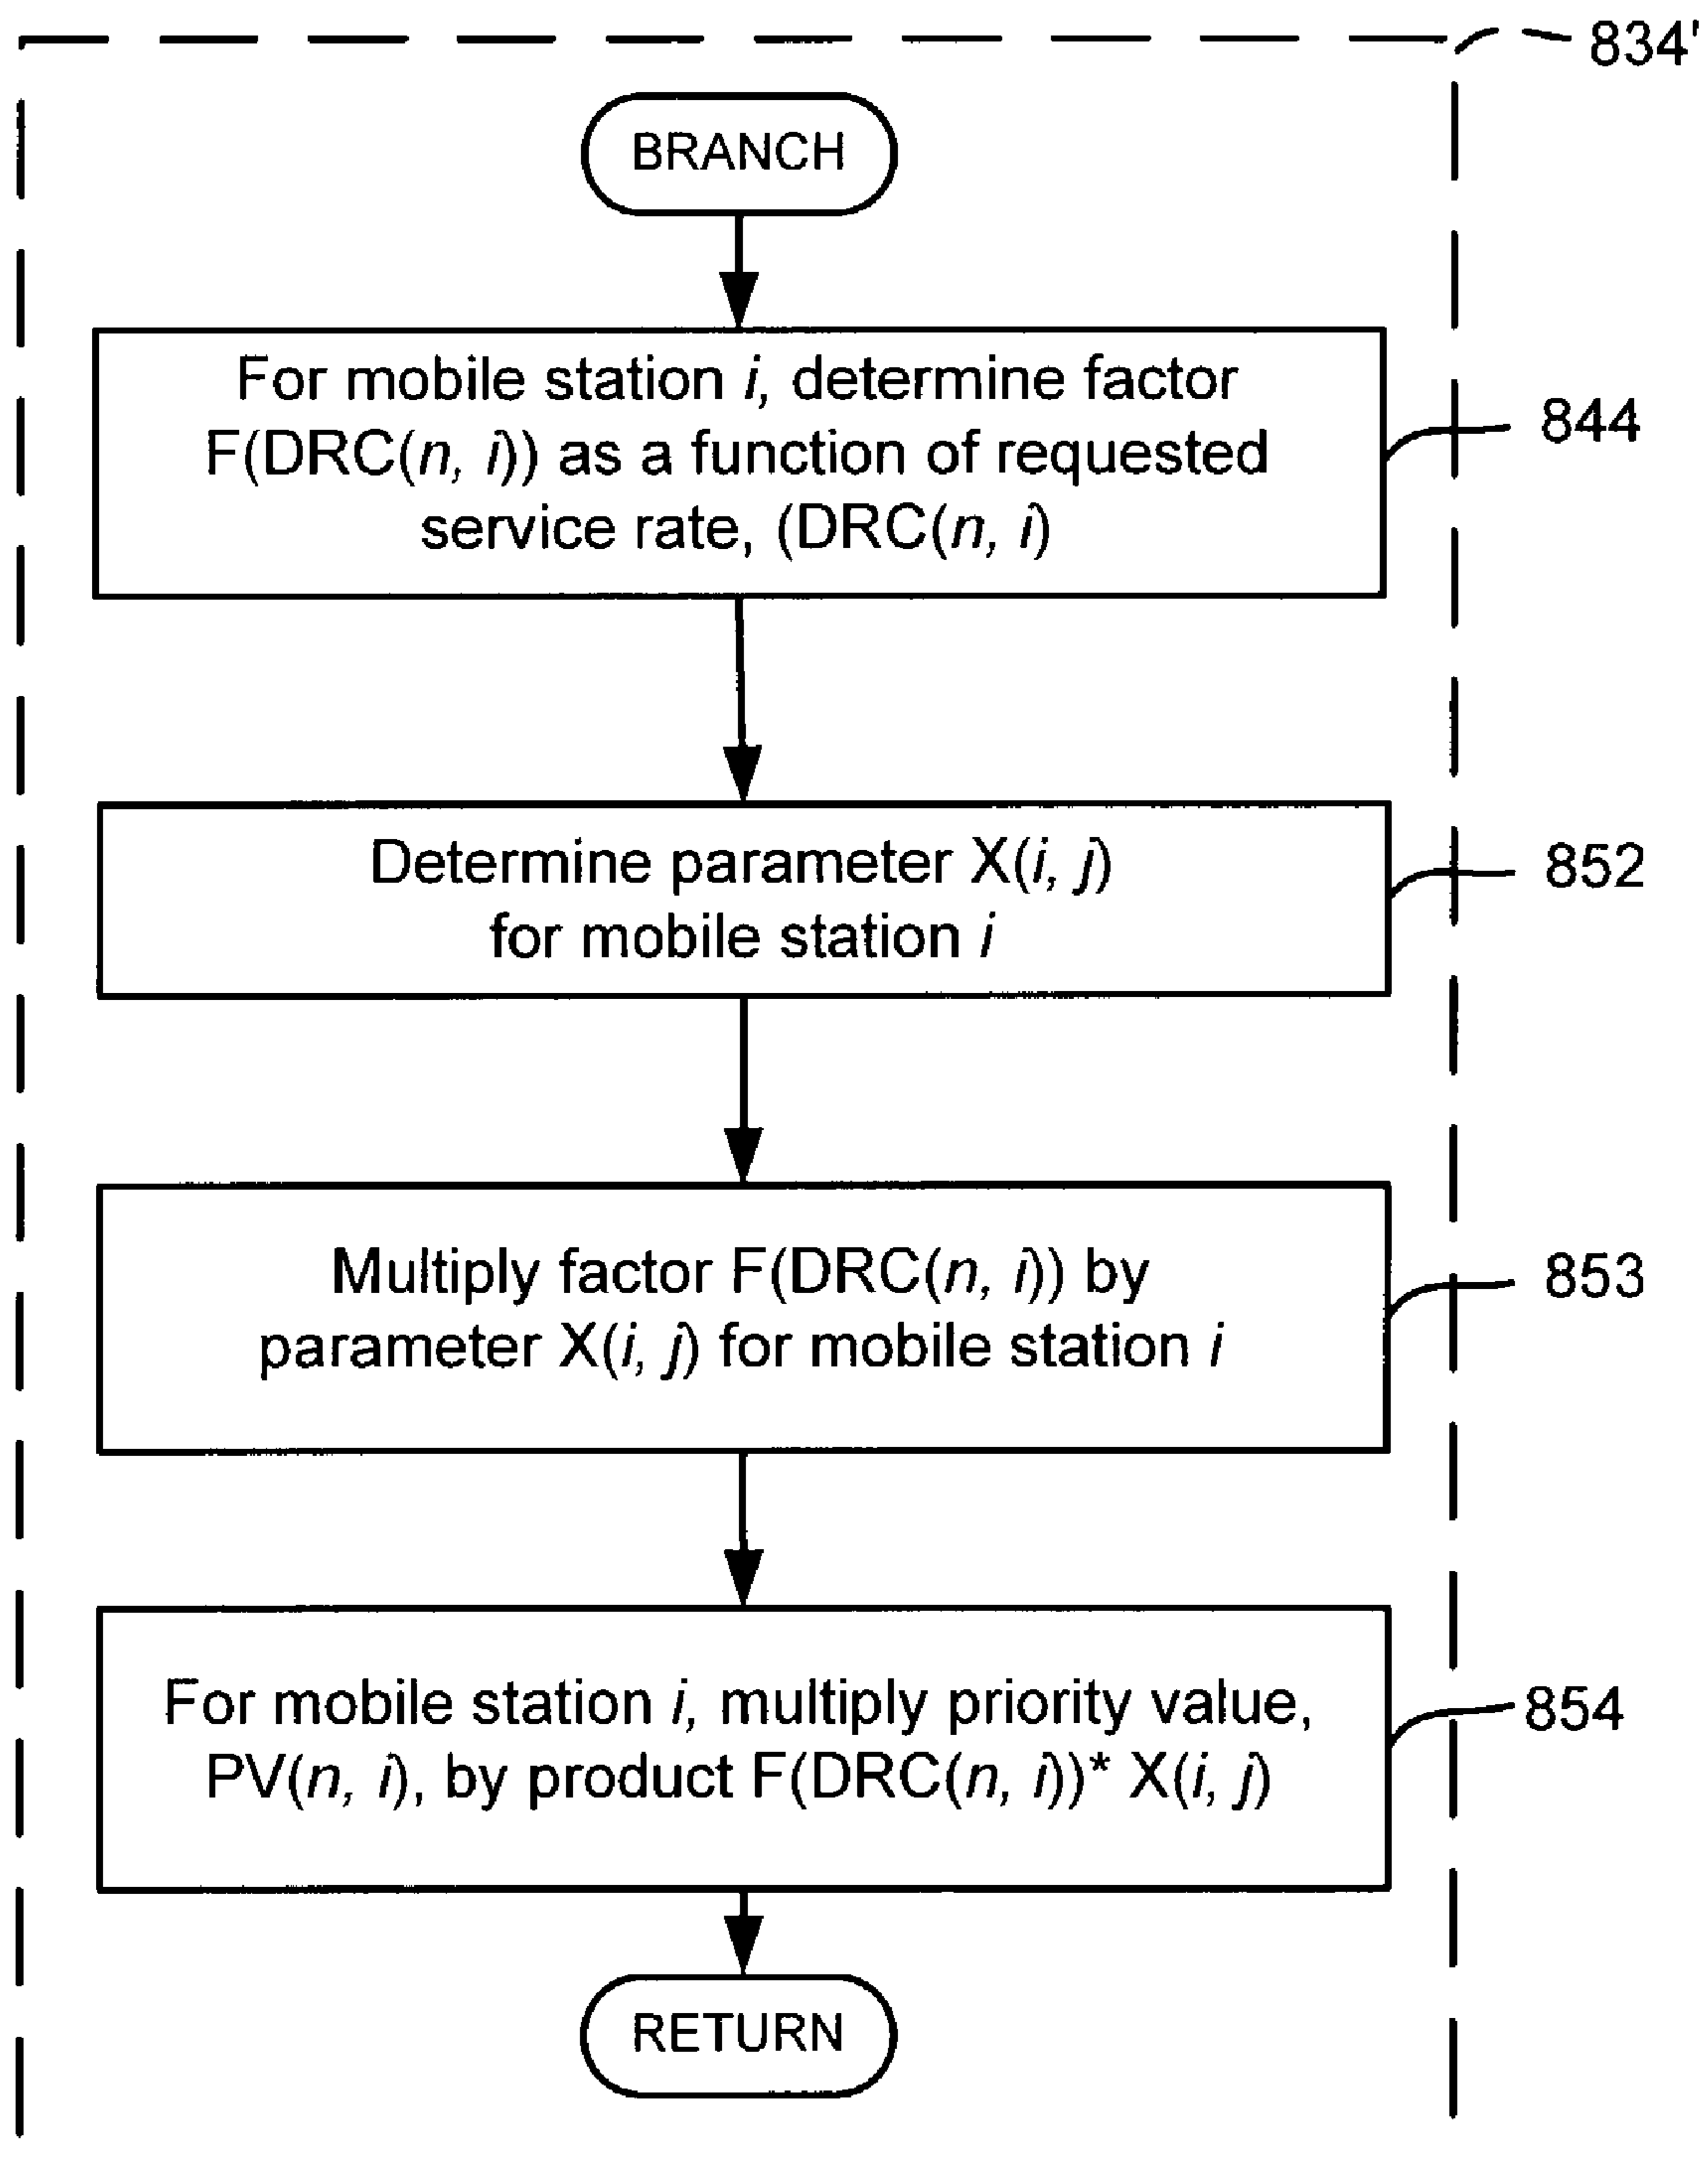 834'
BRANCH
For mobile station i, determine factor
F(DRC(n, i)) as a function of requested
service rate, (DRC(n, i)
844
Determine parameter X(i, j)
for mobile station i
852
Multiply factor F(DRC(n, i)) by
parameter X(i, j) for mobile station i
853
For mobile station i, multiply priority value,
PV(n, i), by product F(DRC(n, i))* X(i, j)
854
RETURN